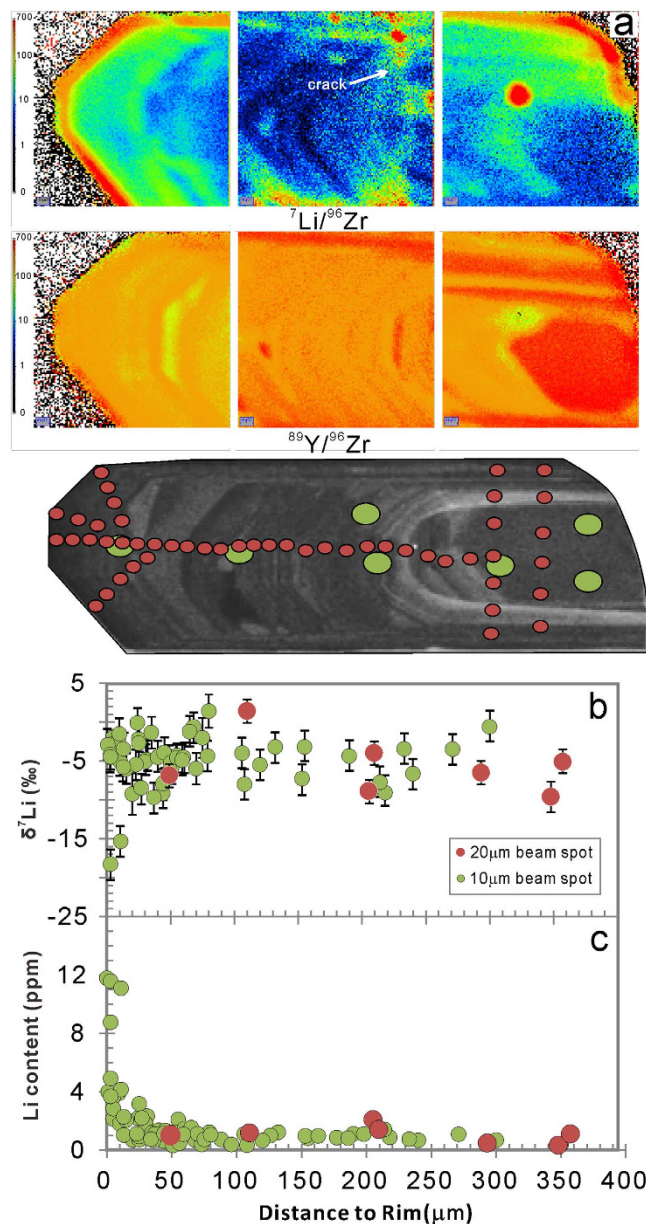 a
700
100
10
1
0
crack
⁷Li/⁹⁶Zr
700
100
10
1
0
⁸⁹Y/⁹⁶Zr
b
5
-5
-15
-25
δ⁷Li (‰)
20μm beam spot
10μm beam spot
c
12
8
4
0
Li content (ppm)
0 50 100 150 200 250 300 350 400
Distance to Rim(μm)